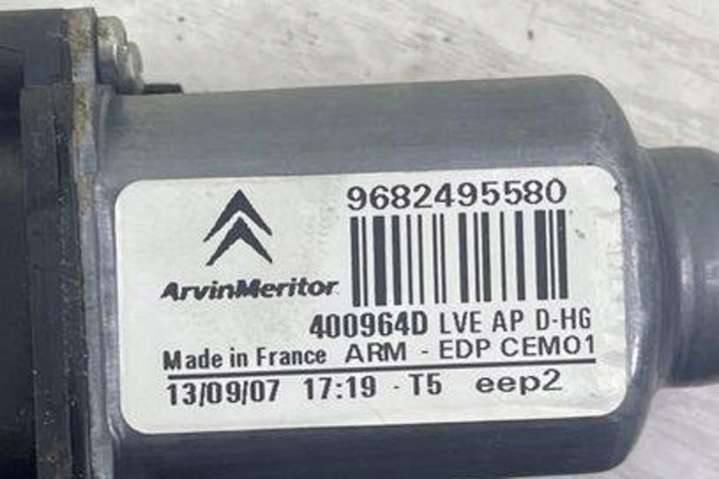 9682495580
ArvinMeritor
400964D LVE AP D-HG
Made in France ARM - EDP CEM01
13/09/07 17:19 - T5 eep2